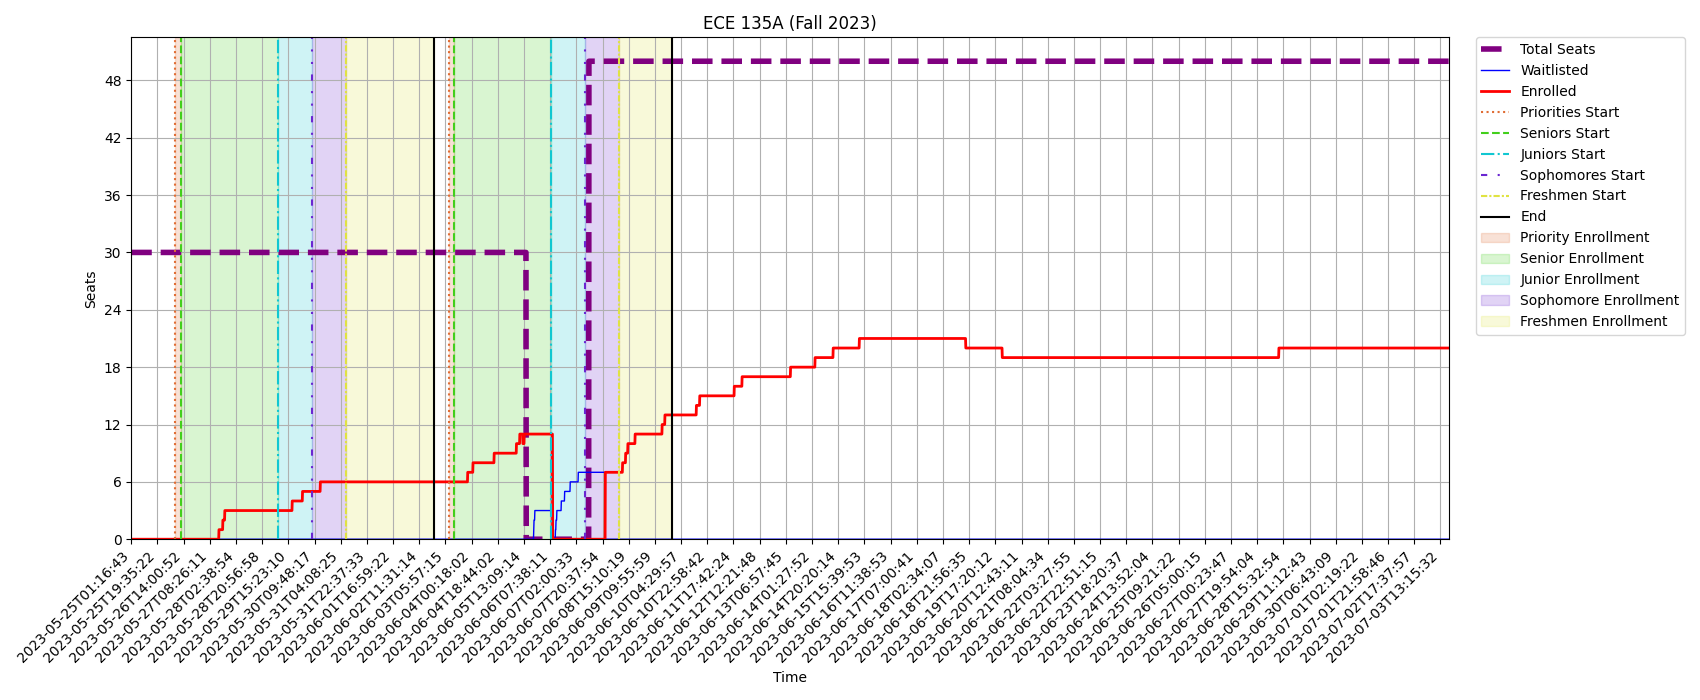 ECE 135A (Fall 2023)
Seats
48
42
36
30
24
18
12
6
0
2023-05-25T01:16:43
2023-05-25T19:35:22
2023-05-26T14:00:52
2023-05-27T08:26:11
2023-05-28T02:38:54
2023-05-28T20:56:58
2023-05-29T15:23:10
2023-05-30T09:48:17
2023-05-31T04:08:25
2023-05-31T22:37:33
2023-06-01T16:59:22
2023-06-02T11:31:14
2023-06-03T05:57:15
2023-06-04T00:18:02
2023-06-04T18:44:02
2023-06-05T13:09:14
2023-06-06T07:38:11
2023-06-07T02:00:33
2023-06-07T20:37:54
2023-06-08T15:10:19
2023-06-09T09:55:59
2023-06-10T04:29:57
2023-06-10T22:58:42
2023-06-11T17:42:24
2023-06-12T12:21:48
2023-06-13T06:57:45
2023-06-14T01:27:52
2023-06-14T20:20:14
2023-06-15T15:39:53
2023-06-16T11:38:53
2023-06-17T07:00:41
2023-06-18T02:34:07
2023-06-18T21:56:35
2023-06-19T17:20:12
2023-06-20T12:43:11
2023-06-21T08:04:34
2023-06-22T03:27:55
2023-06-22T22:51:15
2023-06-23T18:20:37
2023-06-24T13:52:04
2023-06-25T09:21:22
2023-06-26T05:00:15
2023-06-27T00:23:47
2023-06-27T19:54:04
2023-06-28T15:32:54
2023-06-29T11:12:43
2023-06-30T06:43:09
2023-07-01T02:19:22
2023-07-01T21:58:46
2023-07-02T17:37:57
2023-07-03T13:15:32
Time
Total Seats
Waitlisted
Enrolled
Priorities Start
Seniors Start
Juniors Start
Sophomores Start
Freshmen Start
End
Priority Enrollment
Senior Enrollment
Junior Enrollment
Sophomore Enrollment
Freshmen Enrollment